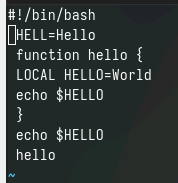 #!/bin/bash
HELL=Hello
function hello {
LOCAL HELLO=World
echo $HELLO
}
echo $HELLO
hello
~